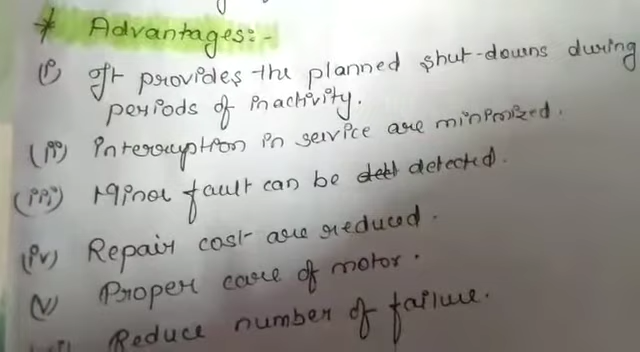 * Advantages:-
(i) It provides the planned shut-downs during
periods of inactivity.
(ii) interruption in service are minimized.
(iii) Minor fault can be detected.
(iv) Repair cost are reduced.
(v) Proper care of motor.
Reduce number of failure.